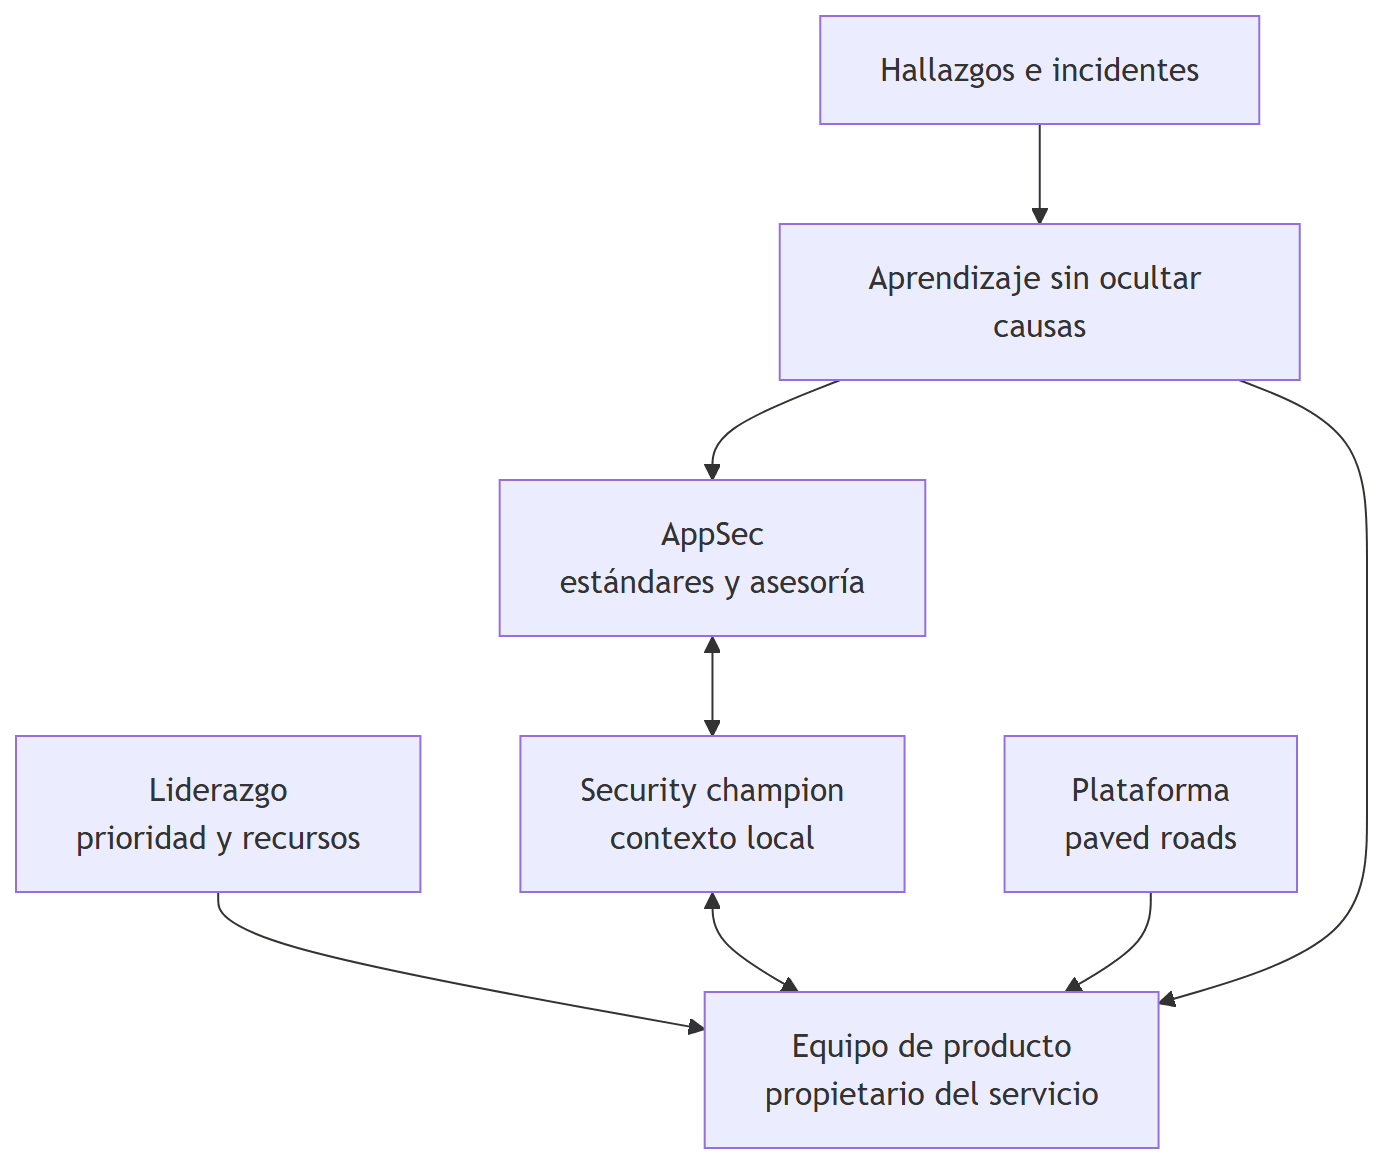 Hallazgos e incidentes
Aprendizaje sin ocultar
causas
AppSec
estándares y asesoría
Liderazgo
prioridad y recursos
Security champion
contexto local
Plataforma
paved roads
Equipo de producto
propietario del servicio